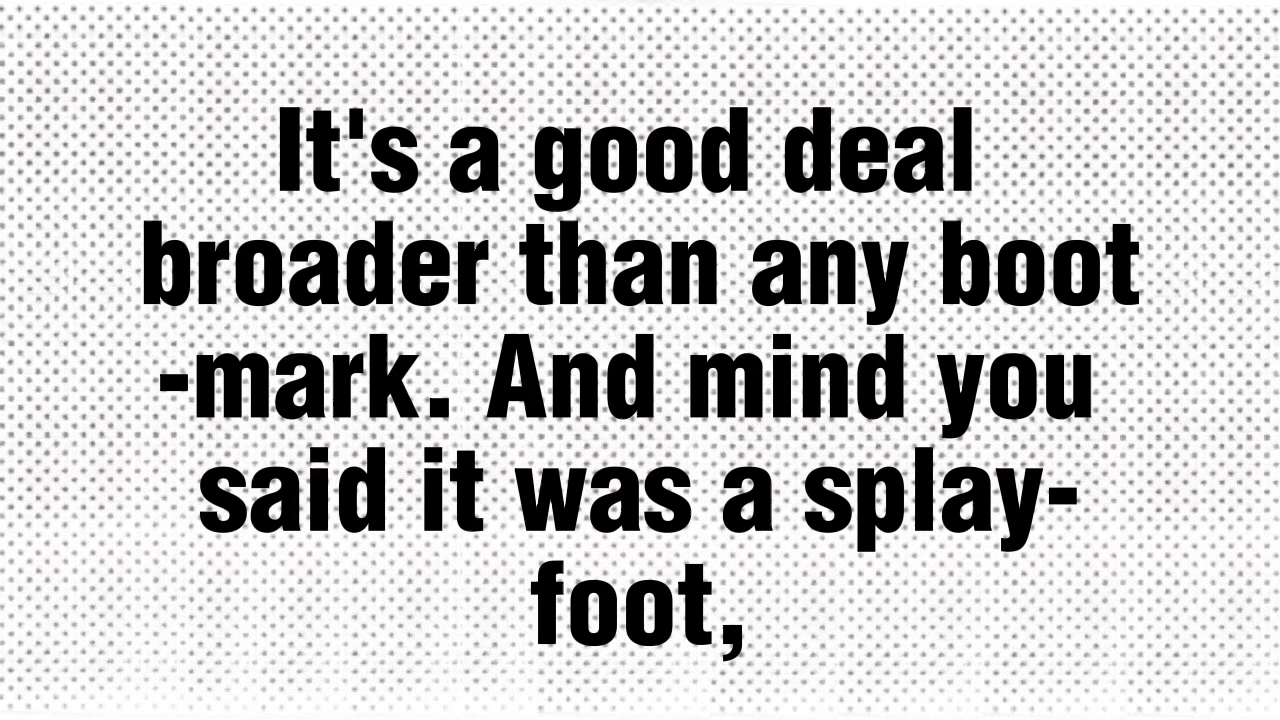 It's a good deal
broader than any boot
-mark. And mind you
said it was a splay-
foot,